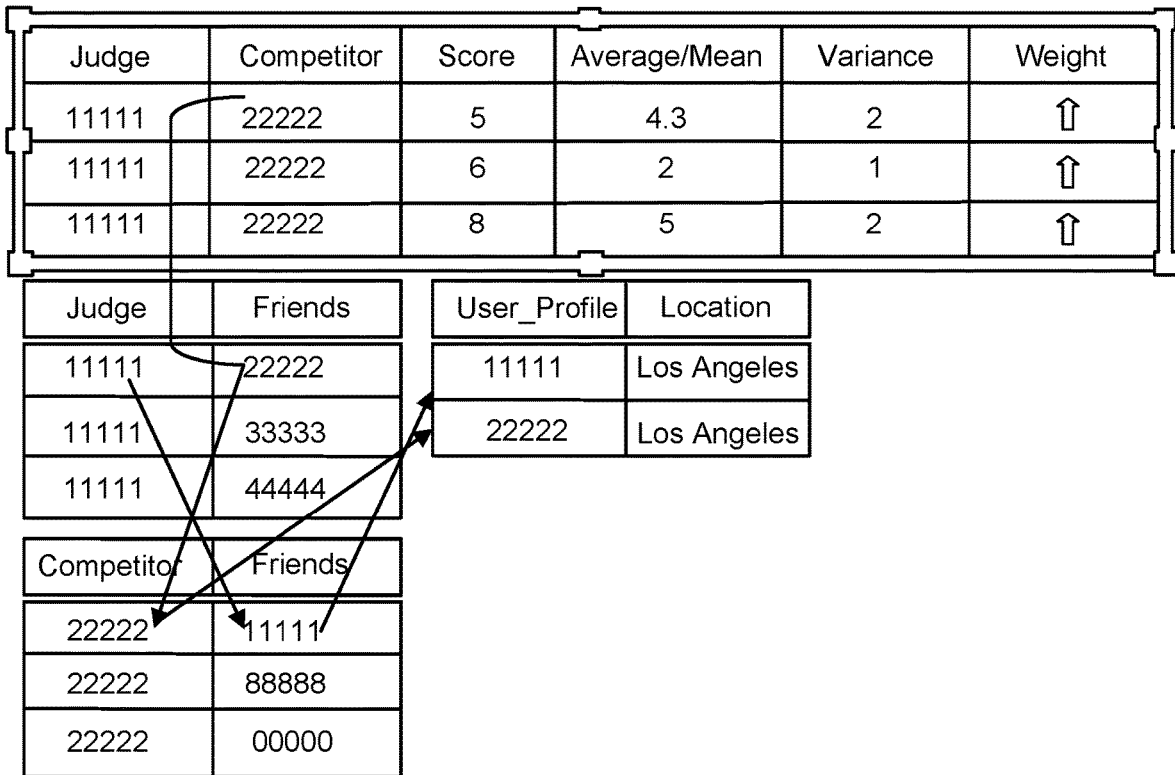 Judge Competitor Score Average/Mean Variance Weight
11111 22222 5 4.3 2 ⇧
11111 22222 6 2 1 ⇧
11111 22222 8 5 2 ⇧
Judge Friends
11111 22222
11111 33333
11111 44444
User_Profile Location
11111 Los Angeles
22222 Los Angeles
Competitor Friends
22222 11111
22222 88888
22222 00000